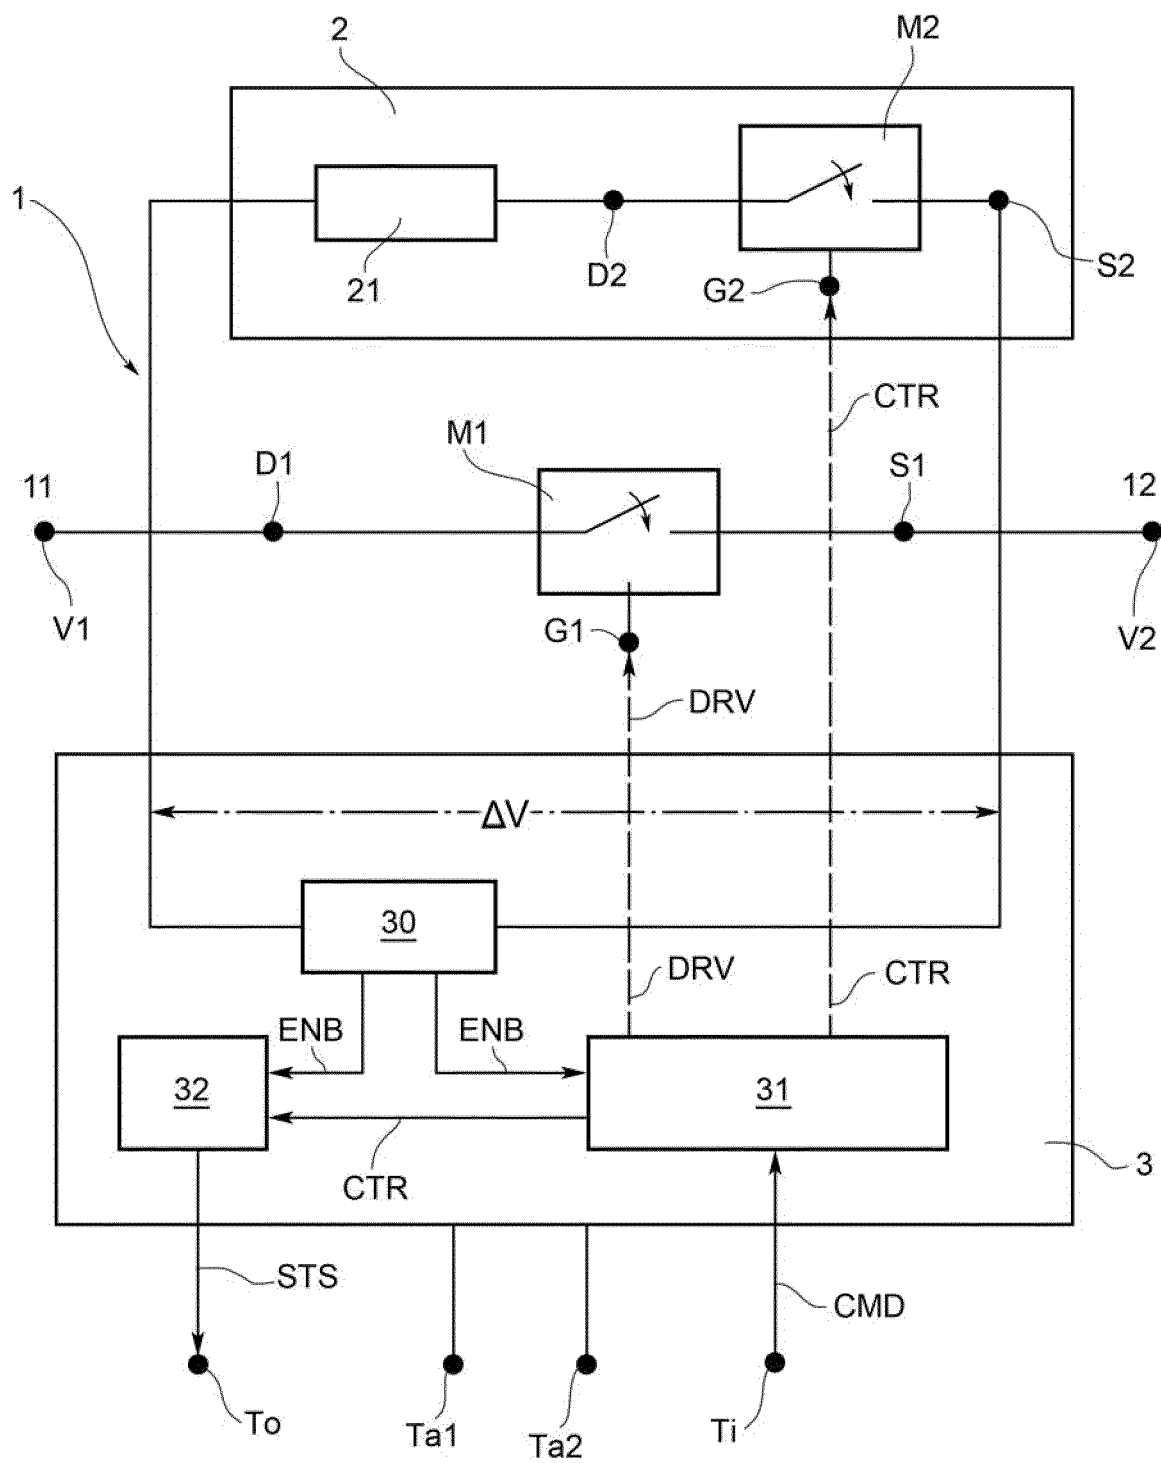 2
M2
1
21
D2
G2
S2
CTR
M1
D1
S1
11
12
V1
G1
V2
DRV
ΔV
30
DRV
CTR
ENB
ENB
32
31
CTR
3
STS
CMD
To
Ta1
Ta2
Ti